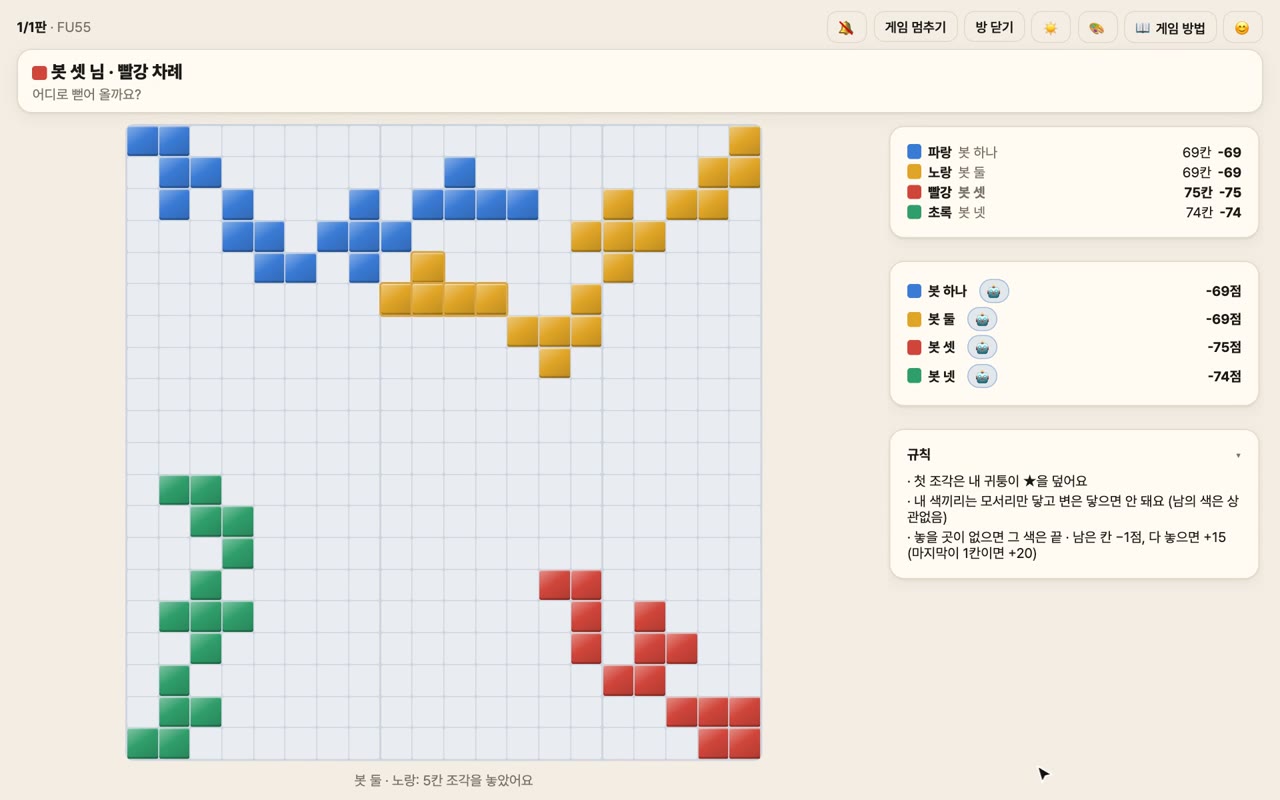 1/1판 · FU55
게임 멈추기
방 닫기
게임 방법
봇 셋 님 · 빨강 차례
어디로 뻗어 올까요?
파랑 봇 하나 69칸 -69
노랑 봇 둘 69칸 -69
빨강 봇 셋 75칸 -75
초록 봇 넷 74칸 -74
봇 하나 -69점
봇 둘 -69점
봇 셋 -75점
봇 넷 -74점
규칙
· 첫 조각은 내 귀퉁이 ★을 덮어요
· 내 색끼리는 모서리만 닿고 변은 닿으면 안 돼요 (남의 색은 상
관없음)
· 놓을 곳이 없으면 그 색은 끝 · 남은 칸 −1점, 다 놓으면 +15
(마지막이 1칸이면 +20)
봇 둘 · 노랑: 5칸 조각을 놓았어요